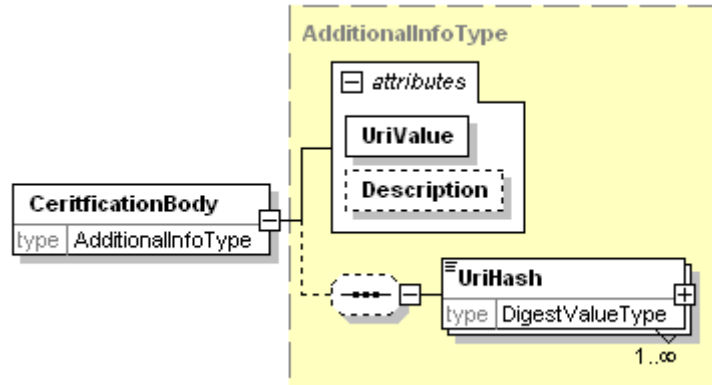 AdditionalInfoType
attributes
UriValue
Description
CeritficationBody
type AdditionalInfoType
UriHash
type DigestValueType
1..∞